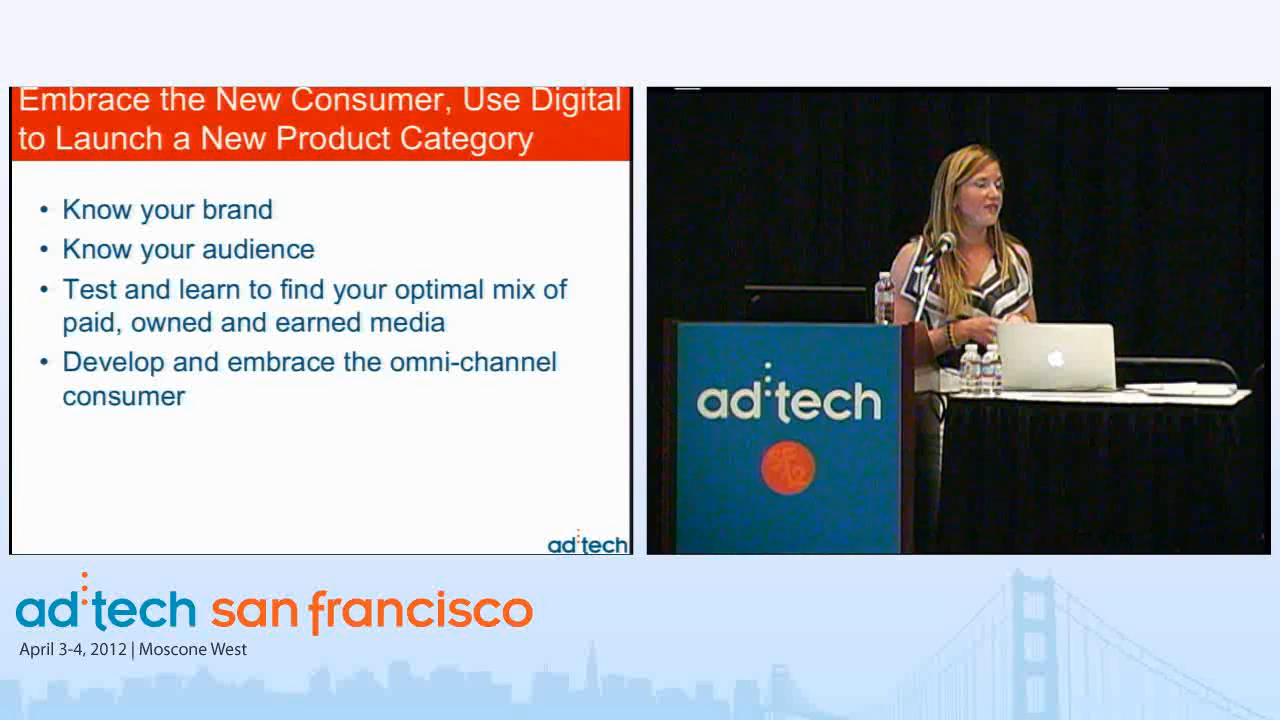 Embrace the New Consumer, Use Digital
to Launch a New Product Category
• Know your brand
• Know your audience
• Test and learn to find your optimal mix of
paid, owned and earned media
• Develop and embrace the omni-channel
consumer
ad:tech
ad:tech
ad:tech san francisco
April 3-4, 2012 | Moscone West